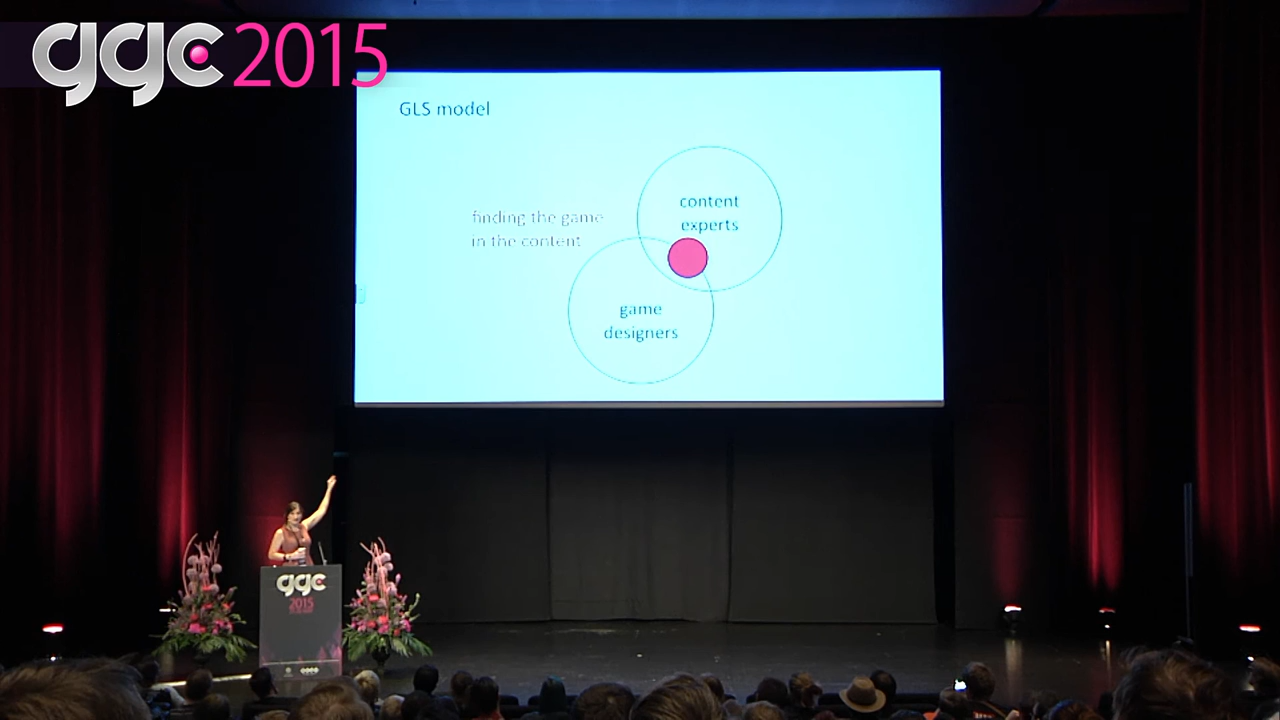 ggc 2015
GLS model
content
experts
finding the game
in the content
game
designers
ggc
2015